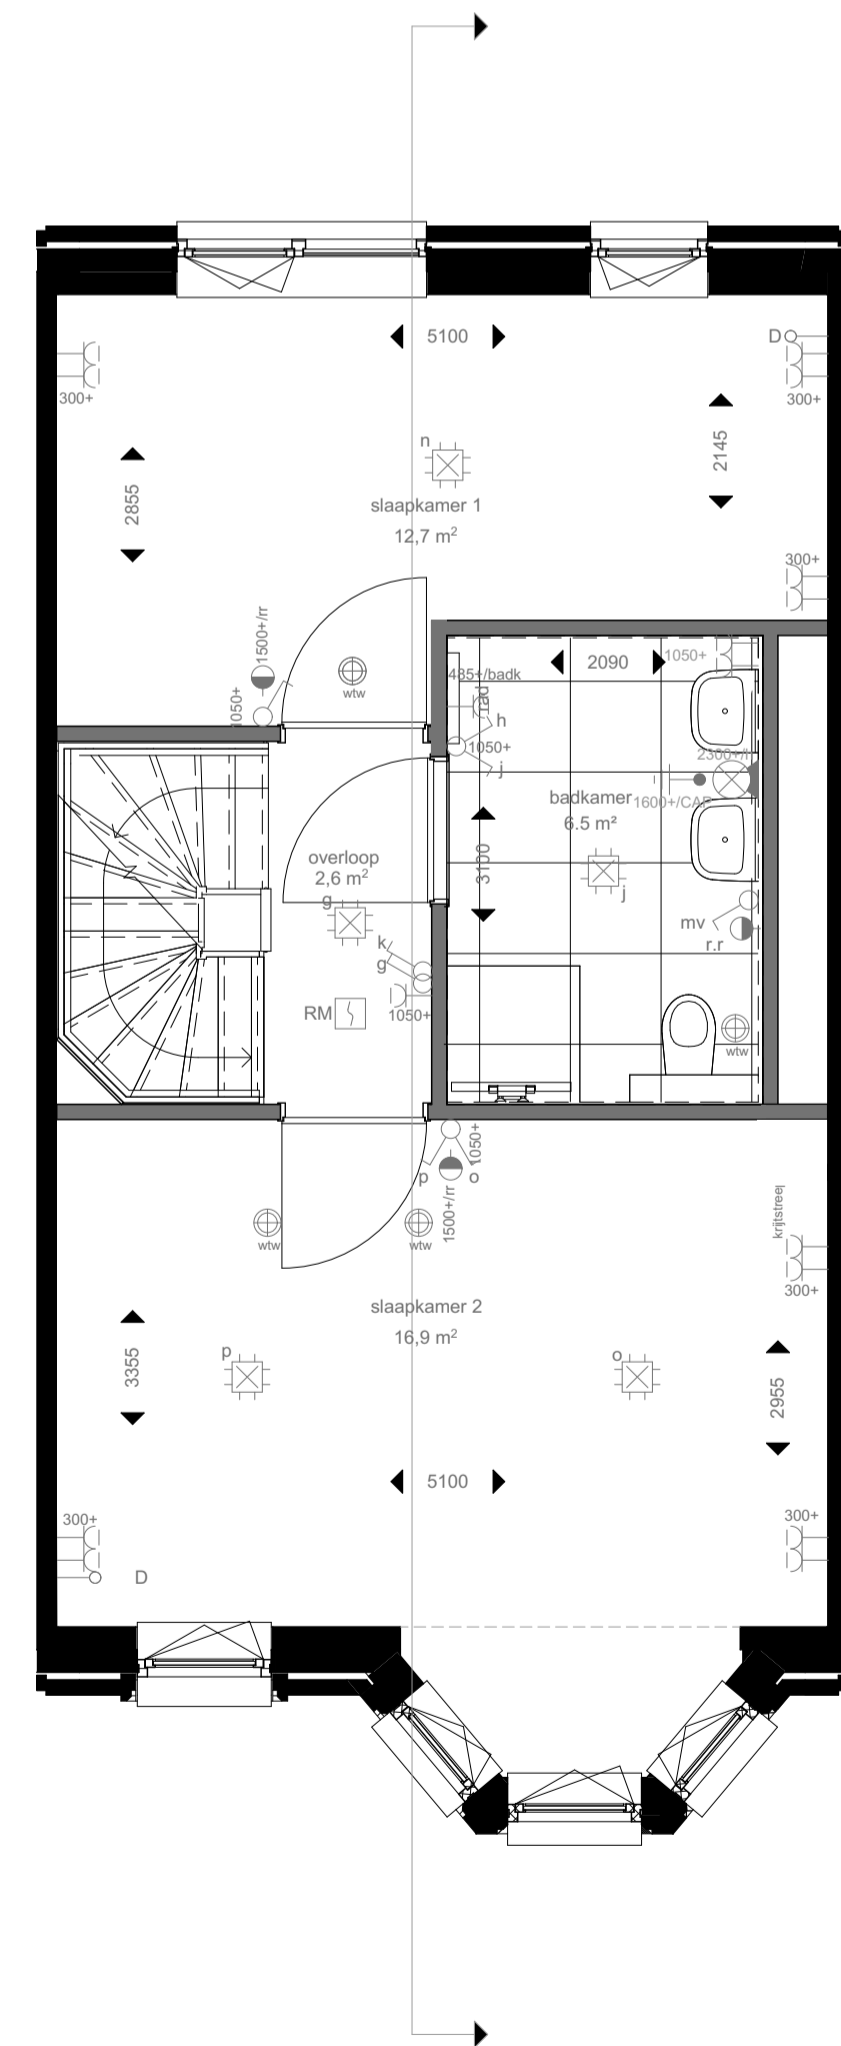 5100
D
300+
300+
n
2145
2855
slaapkamer 1
12,7 m²
300+
1500+/rr
1050+
wtw
2090
1050+
485+/badk
rad
h
1050+
j
2300+/l
badkamer
6.5 m²
1600+/CAP
3100
j
overloop
2,6 m²
g
k
g
mv
r.r
RM
1050+
wtw
1050+
p
o
1500+/rr
krijtstreep
wtw
wtw
300+
slaapkamer 2
16,9 m²
p
o
3355
2955
5100
300+
300+
D